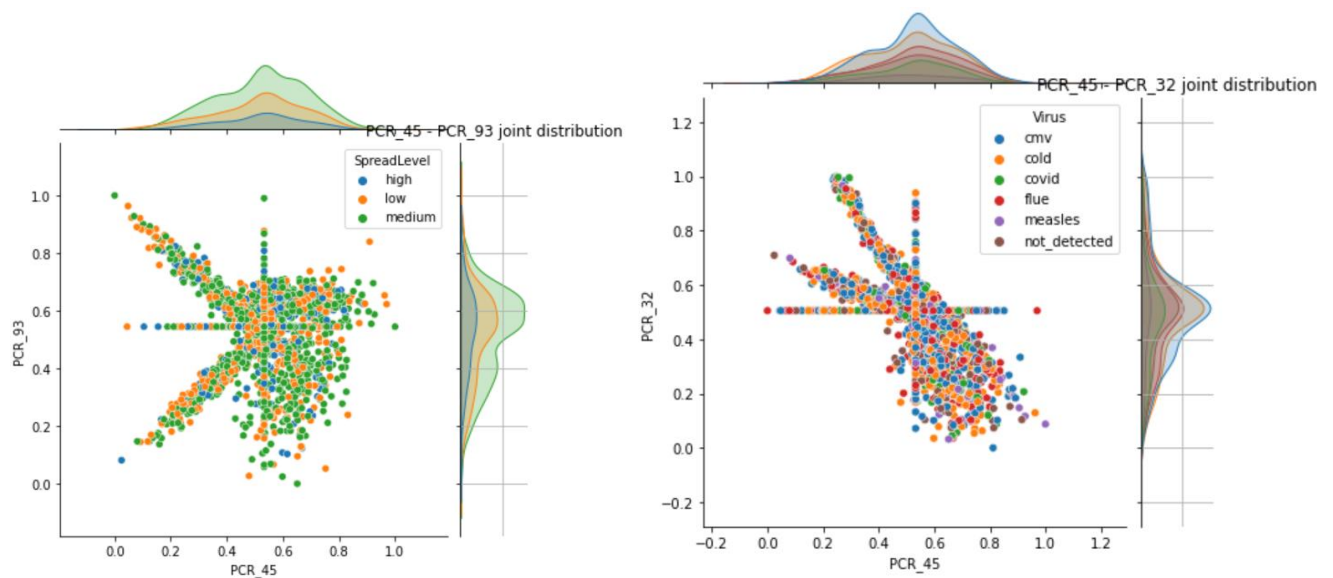 PCR_45 - PCR_93 joint distribution
SpreadLevel
high
low
medium
1.0
0.8
0.6
0.4
0.2
0.0
PCR_93
0.0 0.2 0.4 0.6 0.8 1.0
PCR_45
PCR_45 - PCR_32 joint distribution
Virus
cmv
cold
covid
flue
measles
not_detected
1.2
1.0
0.8
0.6
0.4
0.2
0.0
−0.2
PCR_32
−0.2 0.0 0.2 0.4 0.6 0.8 1.0 1.2
PCR_45